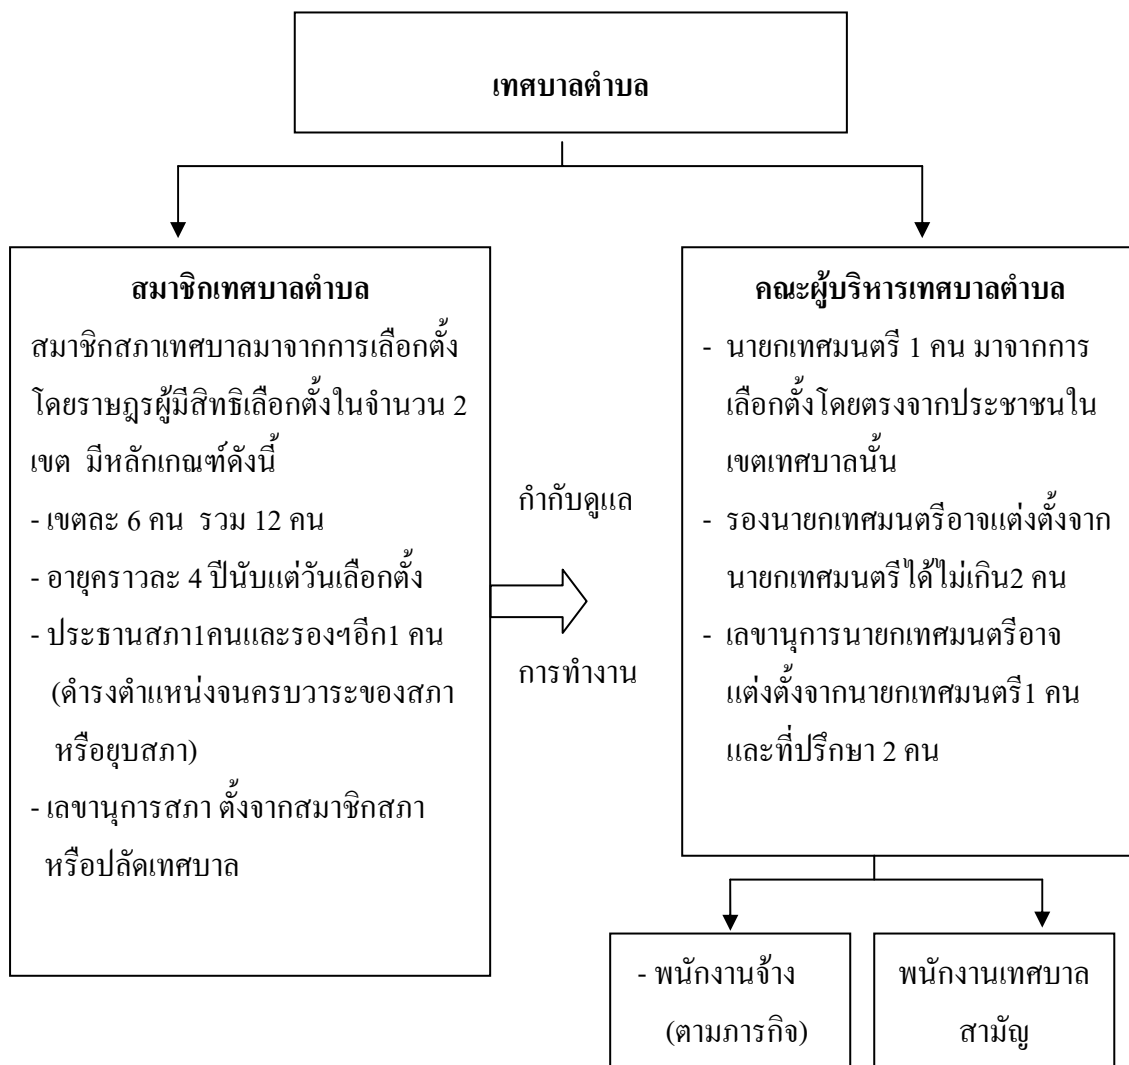 เทศบาลตำบล
สมาชิกเทศบาลตำบล
สมาชิกสภาเทศบาลมาจากการเลือกตั้ง
โดยราษฎรผู้มีสิทธิเลือกตั้งในจำนวน 2
เขต มีหลักเกณฑ์ดังนี้
- เขตละ 6 คน รวม 12 คน
- อายุคราวละ 4 ปีนับแต่วันเลือกตั้ง
- ประธานสภา1คนและรองฯอีก1 คน
(ดำรงตำแหน่งจนครบวาระของสภา
หรือยุบสภา)
- เลขานุการสภา ตั้งจากสมาชิกสภา
หรือปลัดเทศบาล
กำกับดูแล
การทำงาน
คณะผู้บริหารเทศบาลตำบล
- นายกเทศมนตรี 1 คน มาจากการ
เลือกตั้งโดยตรงจากประชาชนใน
เขตเทศบาลนั้น
- รองนายกเทศมนตรีอาจแต่งตั้งจาก
นายกเทศมนตรีได้ไม่เกิน2 คน
- เลขานุการนายกเทศมนตรีอาจ
แต่งตั้งจากนายกเทศมนตรี1 คน
และที่ปรึกษา 2 คน
- พนักงานจ้าง
(ตามภารกิจ)
พนักงานเทศบาล
สามัญ